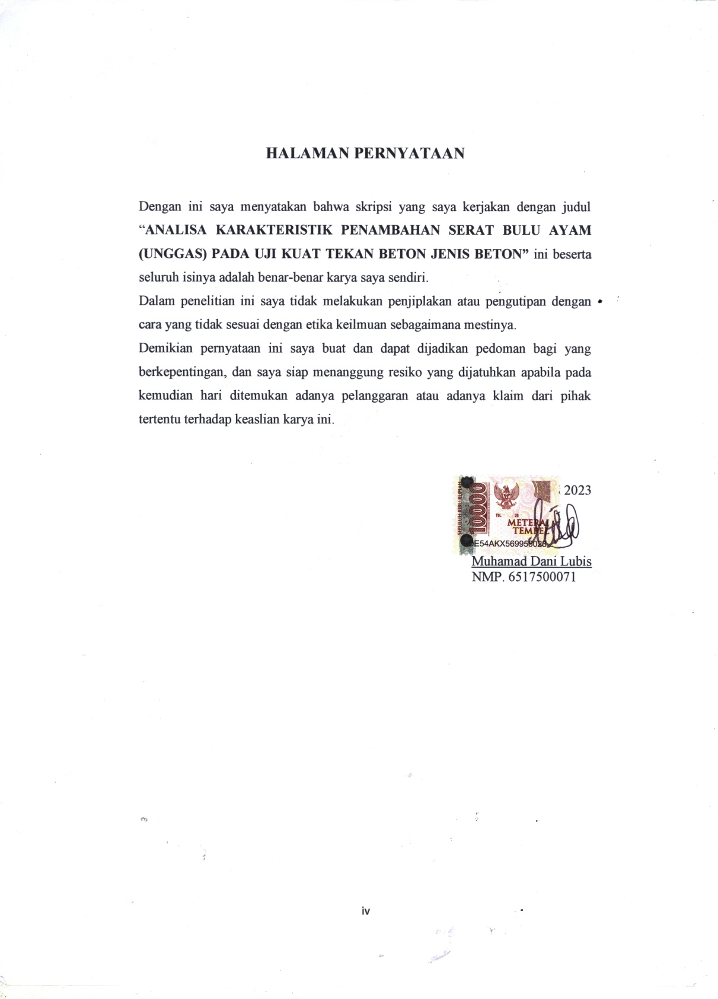 HALAMAN PERNYATAAN
Dengan ini saya menyatakan bahwa skripsi yang saya kerjakan dengan judul
“ANALISA KARAKTERISTIK PENAMBAHAN SERAT BULU AYAM
(UNGGAS) PADA UJI KUAT TEKAN BETON JENIS BETON” ini beserta
seluruh isinya adalah benar-benar karya saya sendiri.
Dalam penelitian ini saya tidak melakukan penjiplakan atau pengutipan dengan
cara yang tidak sesuai dengan etika keilmuan sebagaimana mestinya.
Demikian pernyataan ini saya buat dan dapat dijadikan pedoman bagi yang
berkepentingan, dan saya siap menanggung resiko yang dijatuhkan apabila pada
kemudian hari ditemukan adanya pelanggaran atau adanya klaim dari pihak
tertentu terhadap keaslian karya ini.
2023
SEPULUH RIBU RUPIAH
10000
TGL. 20
METERAI
TEMPEL
Muhamad Dani Lubis
NMP. 6517500071
iv